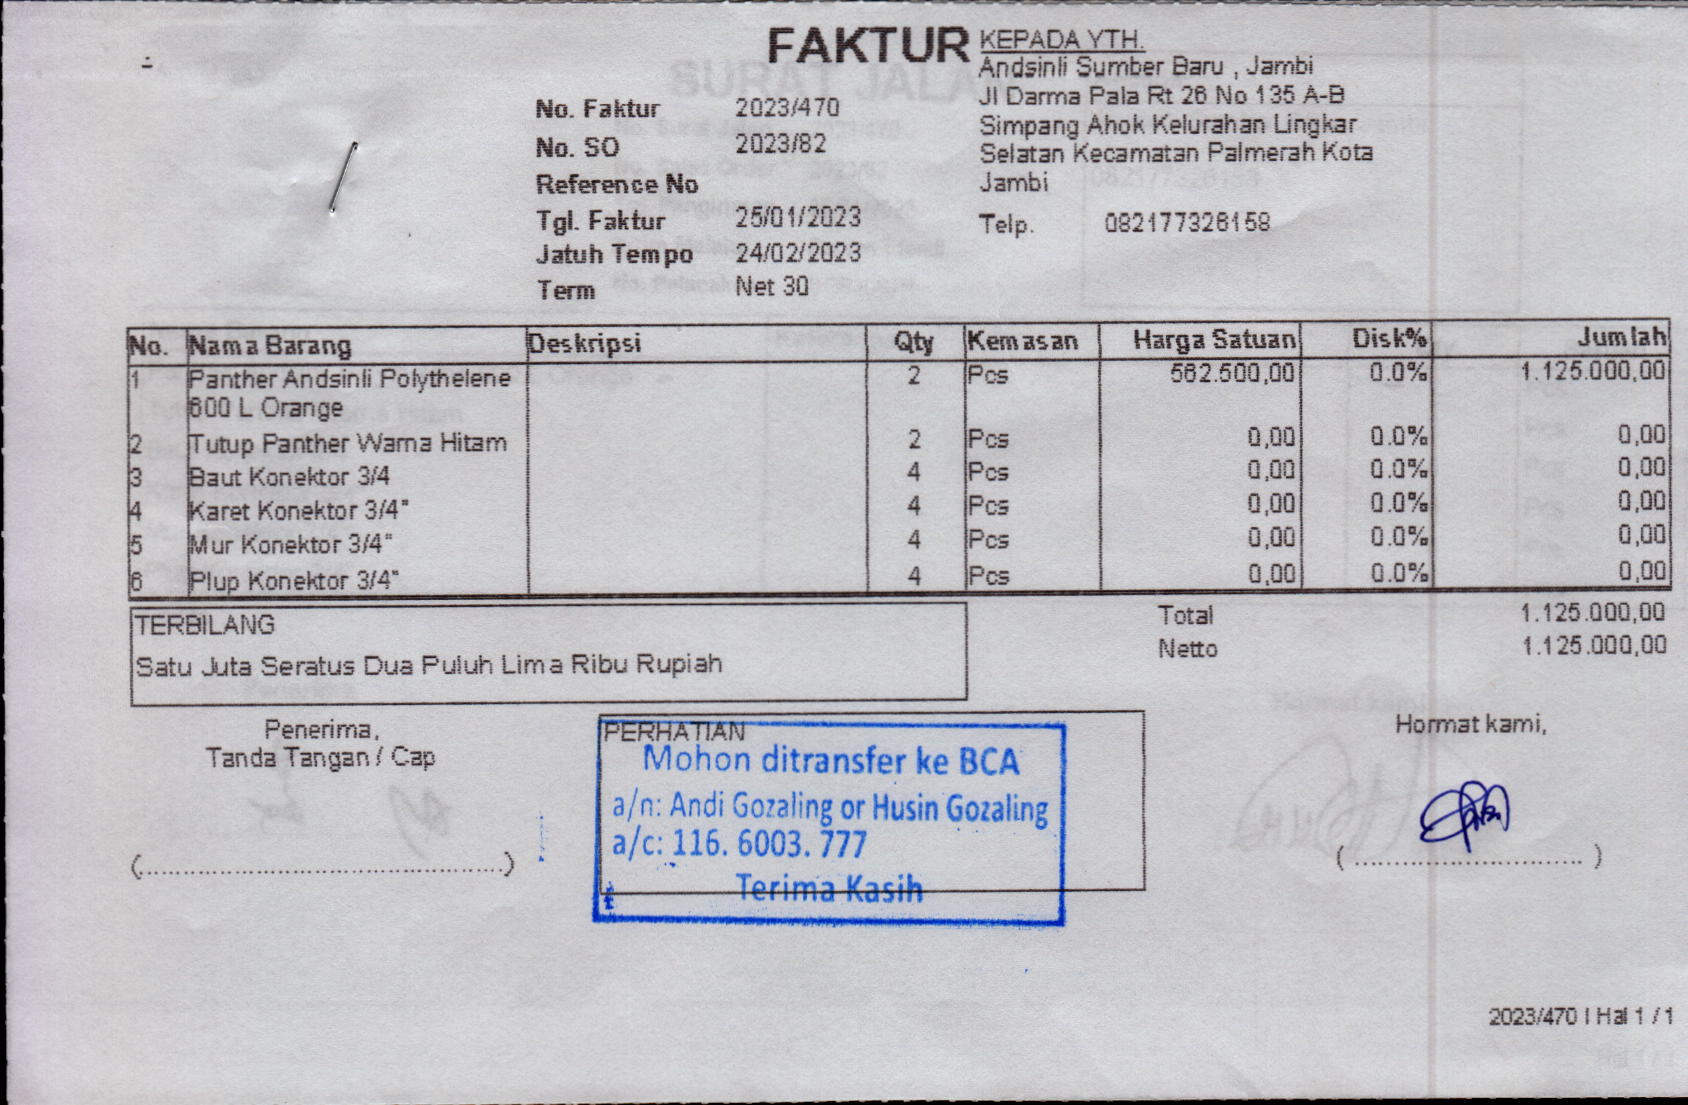 FAKTUR
KEPADA YTH.
Andsinli Sumber Baru , Jambi
Jl Darma Pala Rt 26 No 135 A-B
Simpang Ahok Kelurahan Lingkar
Selatan Kecamatan Palmerah Kota
Jambi
Telp. 082177326158
No. Faktur 2023/470
No. SO 2023/82
Reference No
Tgl. Faktur 25/01/2023
Jatuh Tempo 24/02/2023
Term Net 30
No. Nama Barang Deskripsi Qty Kemasan Harga Satuan Disk% Jumlah
1 Panther Andsinli Polythelene 2 Pcs 562.500,00 0.0% 1.125.000,00
600 L Orange
2 Tutup Panther Warna Hitam 2 Pcs 0,00 0.0% 0,00
3 Baut Konektor 3/4 4 Pcs 0,00 0.0% 0,00
4 Karet Konektor 3/4" 4 Pcs 0,00 0.0% 0,00
5 Mur Konektor 3/4" 4 Pcs 0,00 0.0% 0,00
6 Plup Konektor 3/4" 4 Pcs 0,00 0.0% 0,00
Total 1.125.000,00
Netto 1.125.000,00
TERBILANG
Satu Juta Seratus Dua Puluh Lima Ribu Rupiah
Penerima,
Tanda Tangan / Cap
(....................................................)
PERHATIAN
Mohon ditransfer ke BCA
a/n: Andi Gozaling or Husin Gozaling
a/c: 116. 6003. 777
Terima Kasih
Hormat kami,
(................................)
2023/470 | Hal 1 / 1